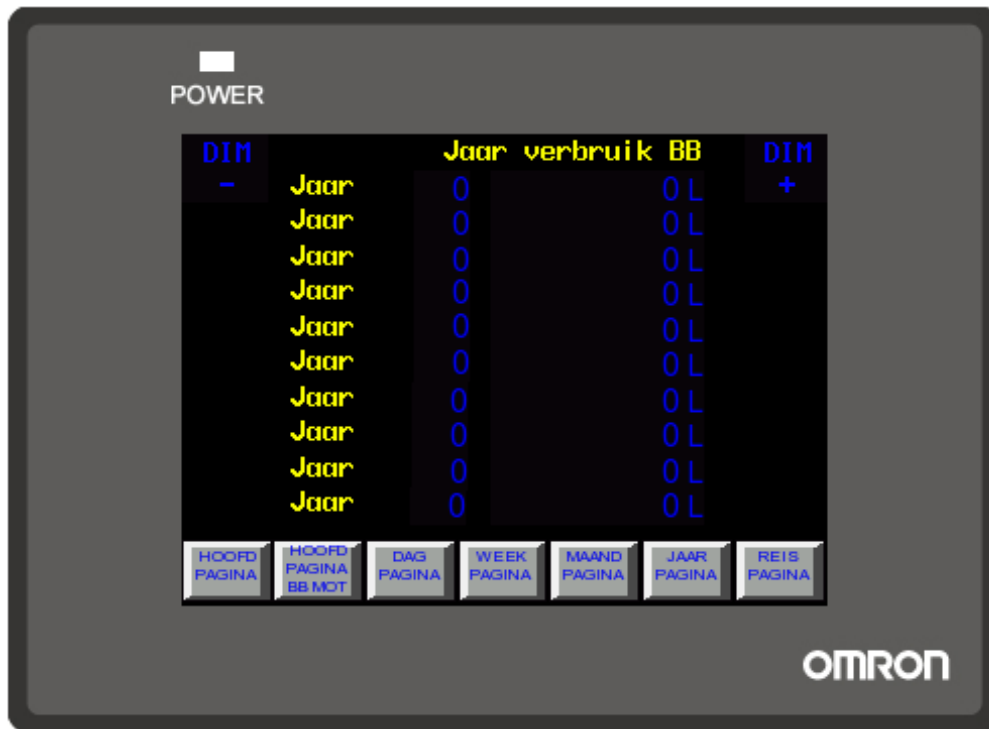 POWER
DIM - Jaar verbruik BB DIM +
Jaar 0 0 L
Jaar 0 0 L
Jaar 0 0 L
Jaar 0 0 L
Jaar 0 0 L
Jaar 0 0 L
Jaar 0 0 L
Jaar 0 0 L
Jaar 0 0 L
Jaar 0 0 L
HOOFD PAGINA
HOOFD PAGINA BB MOT
DAG PAGINA
WEEK PAGINA
MAAND PAGINA
JAAR PAGINA
REIS PAGINA
OMRON